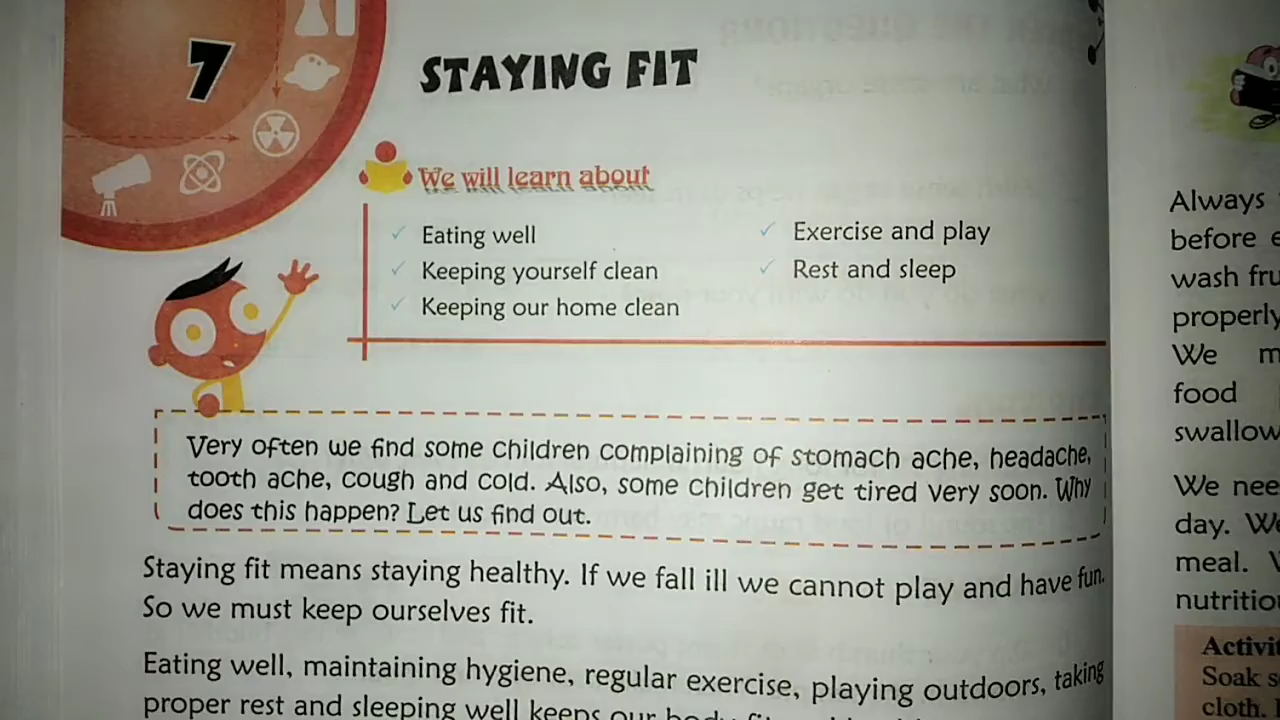 7
STAYING FIT
We will learn about
Eating well
Keeping yourself clean
Keeping our home clean
Exercise and play
Rest and sleep
Very often we find some children complaining of stomach ache, headache,
tooth ache, cough and cold. Also, some children get tired very soon. Why
does this happen? Let us find out.
Staying fit means staying healthy. If we fall ill we cannot play and have fun.
So we must keep ourselves fit.
Eating well, maintaining hygiene, regular exercise, playing outdoors, taking
proper rest and sleeping well keeps our body
Always
before
wash
properly
We
food
swallow
We
day.
meal.
Soak
cloth.